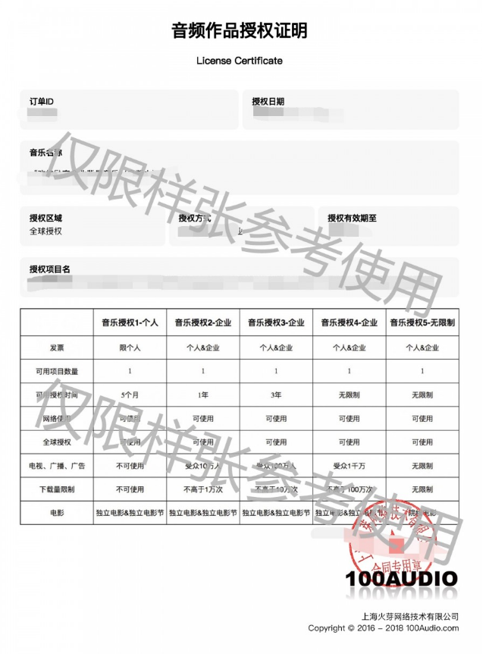 音频作品授权证明
License Certificate
订单ID 授权日期
音乐名称
授权区域 授权方式 授权有效期至
全球授权
授权项目名
音乐授权1-个人 音乐授权2-企业 音乐授权3-企业 音乐授权4-企业 音乐授权5-无限制
发票 限个人 个人&企业 个人&企业 个人&企业 个人&企业
可用项目数量 1 1 1 1 1
可用授权时间 5个月 1年 3年 无限制 无限制
网络使用 可使用 可使用 可使用 可使用 可使用
全球授权 可使用 可使用 可使用 可使用 可使用
电视、广播、广告 不可使用 受众10万人 受众100万人 受众1千万 无限制
下载量限制 不可使用 不高于1万次 不高于10万次 不高于100万次 无限制
电影 独立电影&独立电影节 独立电影&独立电影节 独立电影&独立电影节 独立电影&独立电影节
仅限样张参考使用
仅限样张参考使用
合同专用章
100AUDIO
上海火芽网络技术有限公司
Copyright © 2016 - 2018 100Audio.com